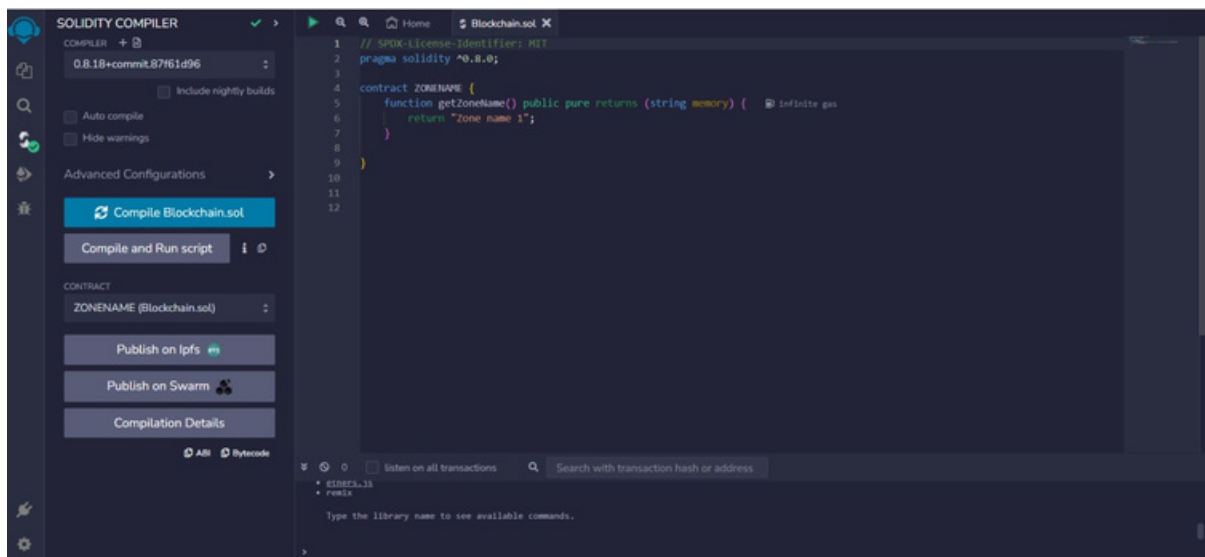 SOLIDITY COMPILER
COMPILER +
0.8.18+commit.87f61d96
Include nightly builds
Auto compile
Hide warnings
Advanced Configurations
Compile Blockchain.sol
Compile and Run script i
CONTRACT
ZONENAME (Blockchain.sol)
Publish on Ipfs
Publish on Swarm
Compilation Details
ABI Bytecode
Home Blockchain.sol X
1 // SPDX-License-Identifier: MIT
2 pragma solidity ^0.8.0;
3
4 contract ZONENAME {
5 function getZoneName() public pure returns (string memory) { infinite gas
6 return "Zone name 1";
7 }
8
9 }
10
11
12
0 listen on all transactions Search with transaction hash or address
• ethers.js
• remix
Type the library name to see available commands.
>